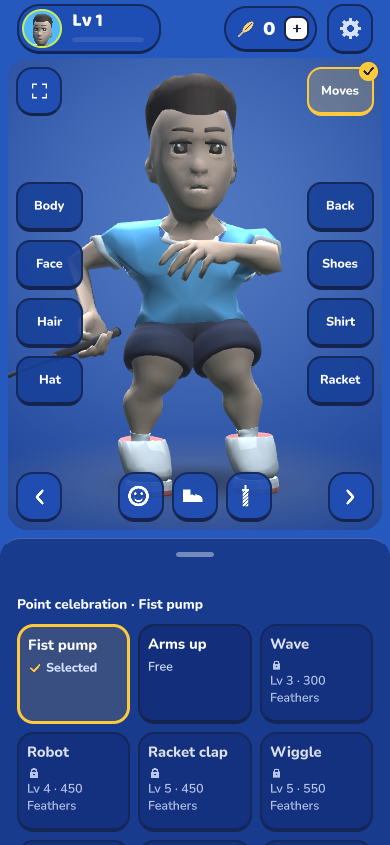 Lv 1
0
+
Moves
Body
Back
Face
Shoes
Hair
Shirt
Hat
Racket
Point celebration · Fist pump
Fist pump
Selected
Arms up
Free
Wave
Lv 3 · 300
Feathers
Robot
Lv 4 · 450
Feathers
Racket clap
Lv 5 · 450
Feathers
Wiggle
Lv 5 · 550
Feathers